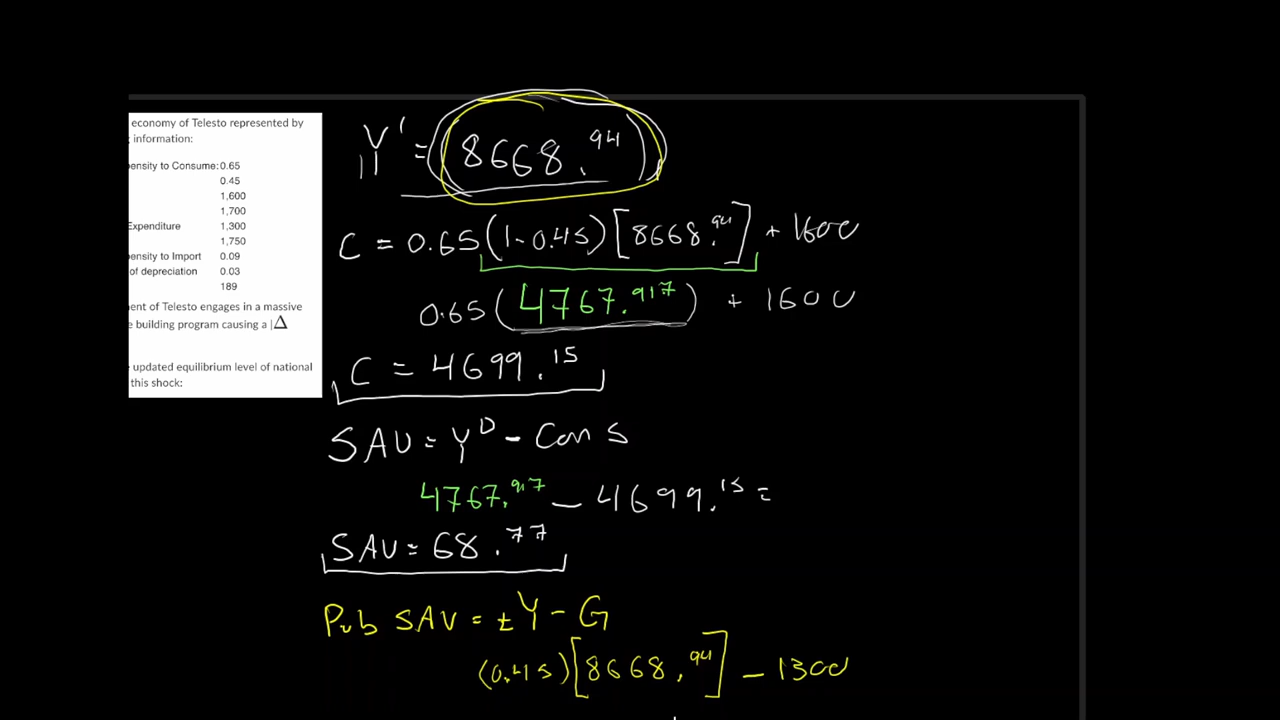 economy of Telesto represented by
information:
ensity to Consume: 0.65
0.45
1,600
1,700
Expenditure 1,300
1,750
ensity to Import 0.09
of depreciation 0.03
189
ent of Telesto engages in a massive
building program causing a |Δ
updated equilibrium level of national
this shock:
Y' = (8668.94)
C = 0.65(1-0.45)[8668.94] + 1600
0.65(4767.917) + 1600
C = 4699.15
SAV = Y^D - Cons
4767.917 - 4699.15 =
SAV = 68.77
Pub SAV = tY - G
(0.45)[8668.94] - 1300